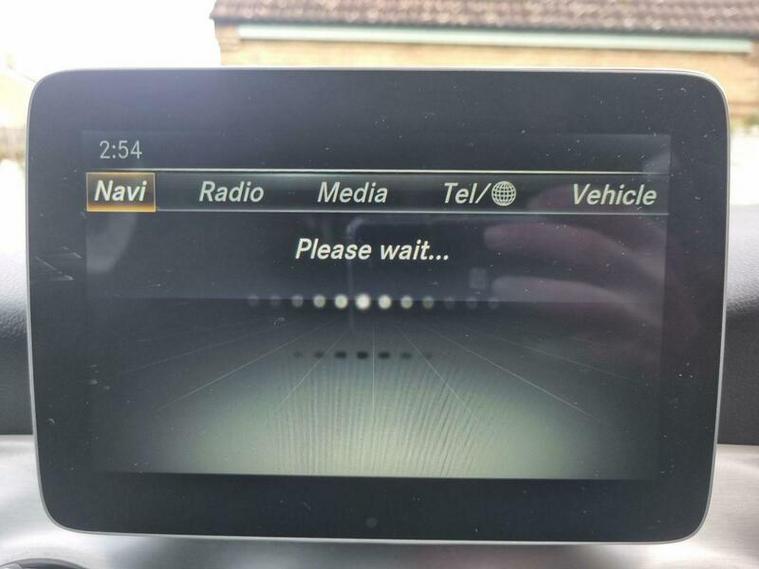 2:54
Navi Radio Media Tel/ Vehicle
Please wait...